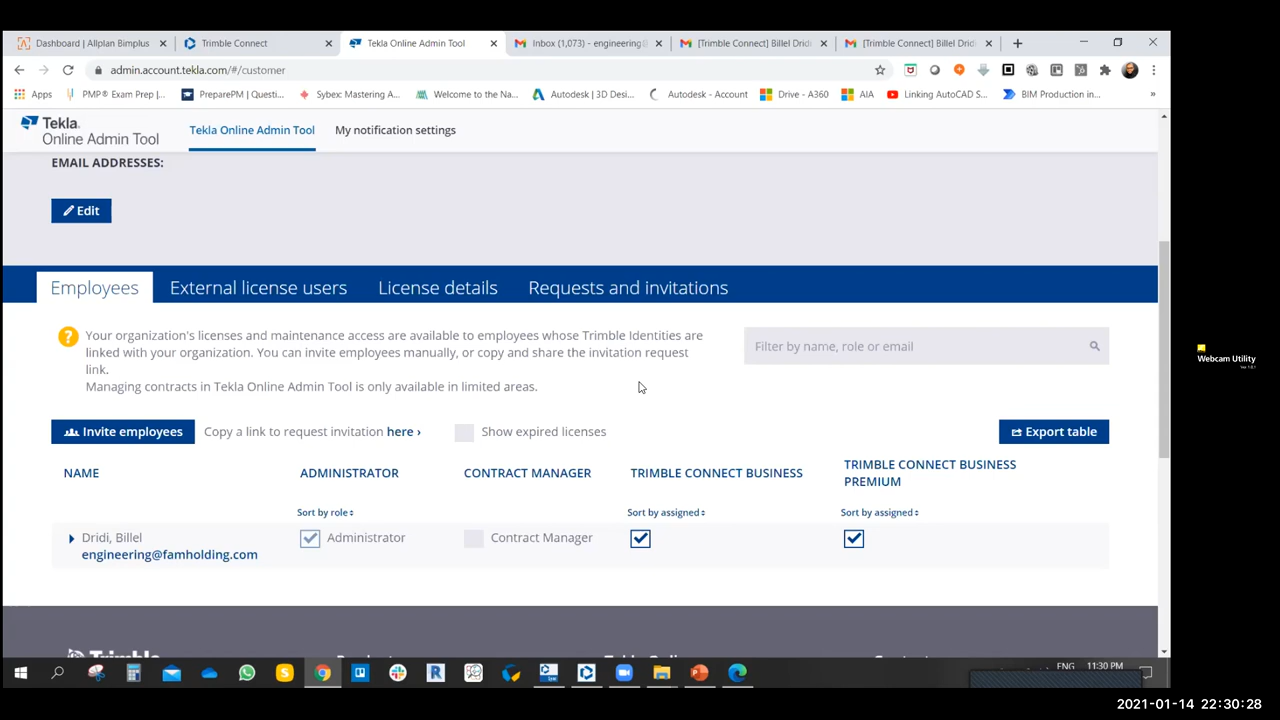 Dashboard | Allplan Bimplus
Trimble Connect
Tekla Online Admin Tool
Inbox (1,073) - engineering@
[Trimble Connect] Billel Dridi
[Trimble Connect] Billel Dridi
admin.account.tekla.com/#/customer
Apps
PMP® Exam Prep |...
PreparePM | Questi...
Sybex: Mastering A...
Welcome to the Na...
Autodesk | 3D Desi...
Autodesk - Account
Drive - A360
AIA
Linking AutoCAD S...
BIM Production in...
»
Tekla
Online Admin Tool
Tekla Online Admin Tool
My notification settings
EMAIL ADDRESSES:
Edit
Employees
External license users
License details
Requests and invitations
? Your organization's licenses and maintenance access are available to employees whose Trimble Identities are
linked with your organization. You can invite employees manually, or copy and share the invitation request
link.
Managing contracts in Tekla Online Admin Tool is only available in limited areas.
Filter by name, role or email
Invite employees
Copy a link to request invitation here ›
Show expired licenses
Export table
NAME
ADMINISTRATOR
CONTRACT MANAGER
TRIMBLE CONNECT BUSINESS
TRIMBLE CONNECT BUSINESS
PREMIUM
Sort by role
Sort by assigned
Sort by assigned
Dridi, Billel
engineering@famholding.com
Administrator
Contract Manager
Trimble
ENG
11:30 PM
Webcam Utility
2021-01-14 22:30:28